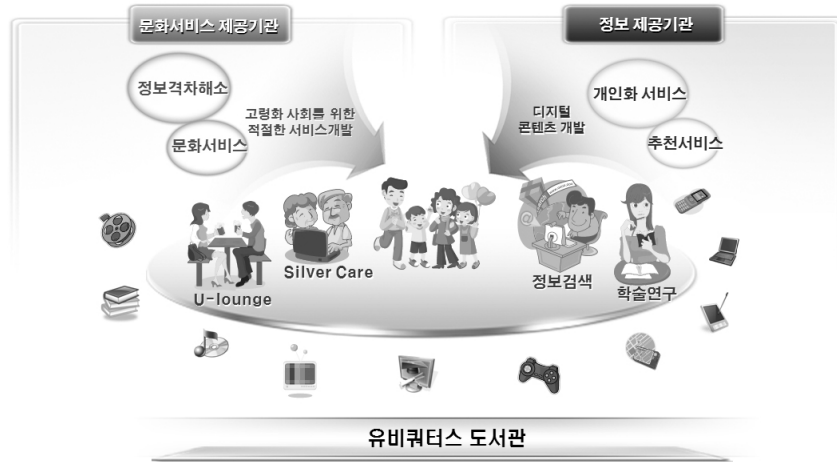 문화서비스 제공기관
정보 제공기관
정보격차해소
문화서비스
고령화 사회를 위한
적절한 서비스개발
디지털
콘텐츠 개발
개인화 서비스
추천서비스
U-lounge
Silver Care
정보검색
학술연구
유비쿼터스 도서관